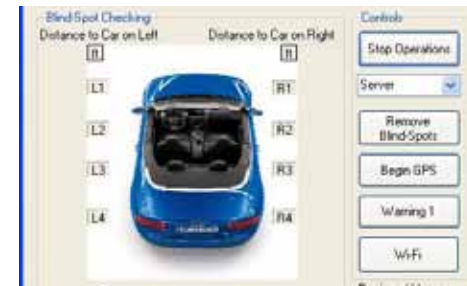 Blind Spot Checking
Distance to Car on Left
Distance to Car on Right
ft
ft
L1
R1
L2
R2
L3
R3
L4
R4
Controls
Stop Operations
Server
Remove
Blind-Spots
Begin GPS
Warning 1
Wi-Fi